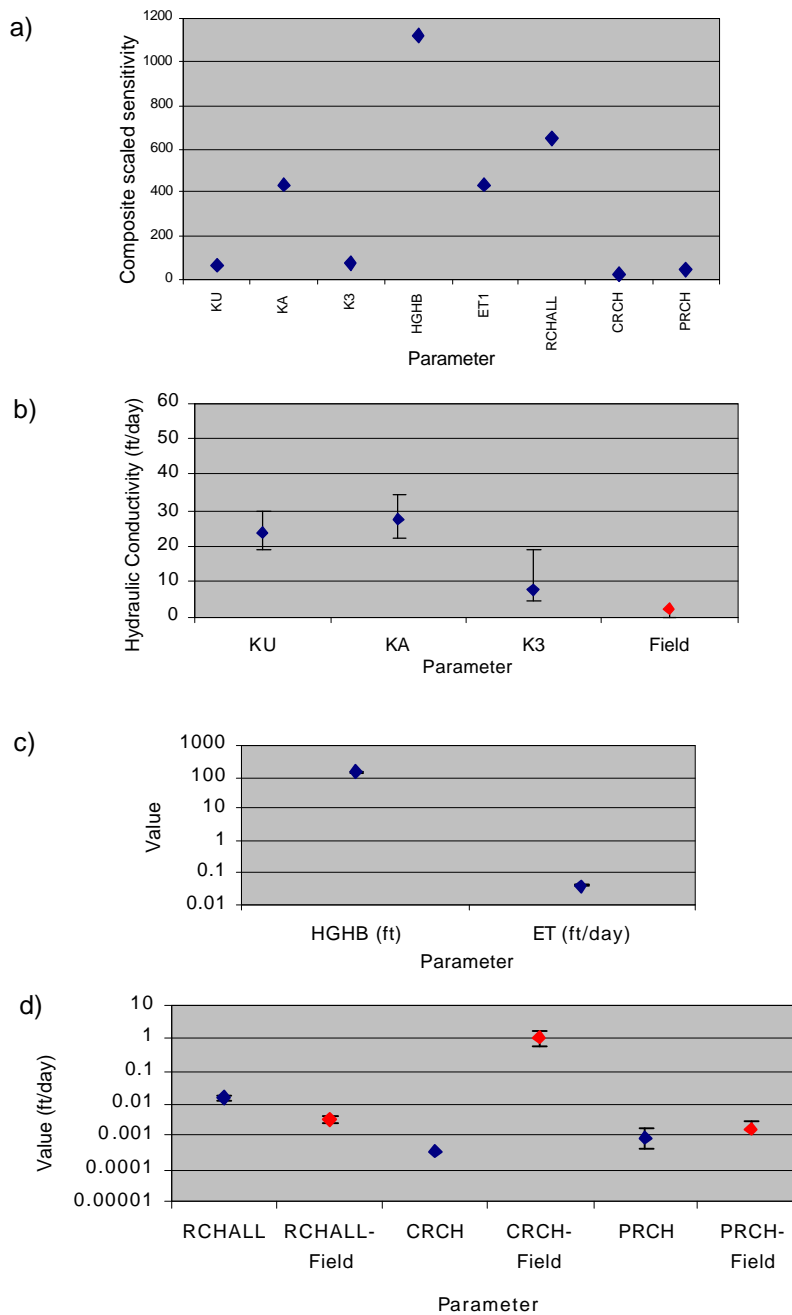 a)
Composite scaled sensitivity
1200
1000
800
600
400
200
0
KU
KA
K3
HGHB
ET1
RCHALL
CRCH
PRCH
Parameter
b)
Hydraulic Conductivity (ft/day)
60
50
40
30
20
10
0
KU KA K3 Field
Parameter
c)
Value
1000
100
10
1
0.1
0.01
HGHB (ft) ET (ft/day)
Parameter
d)
Value (ft/day)
10
1
0.1
0.01
0.001
0.0001
0.00001
RCHALL RCHALL- CRCH CRCH- PRCH PRCH-
Field Field Field
Parameter